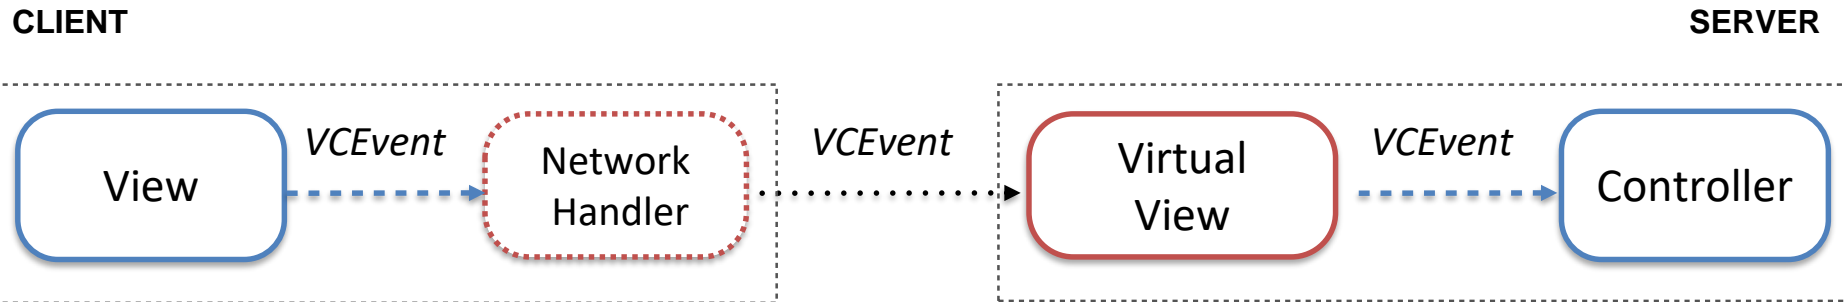 CLIENT
SERVER
View
VCEvent
Network
Handler
VCEvent
Virtual
View
VCEvent
Controller